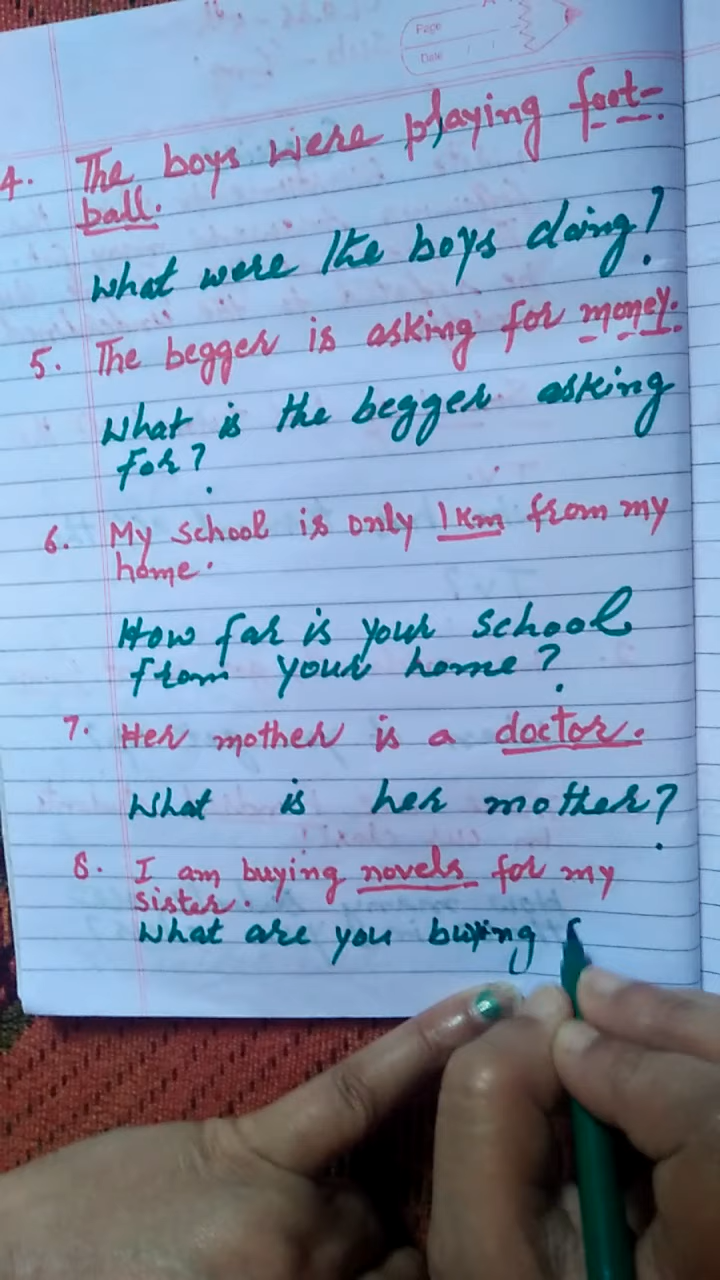 Page
Date
4. The boys were playing foot-
ball.
What were the boys doing?
5. The begger is asking for money.
What is the begger asking
for?
6. My school is only 1 Km from my
home.
How far is your school
from your home?
7. Her mother is a doctor.
What is her mother?
8. I am buying novels for my
sister.
What are you buying f